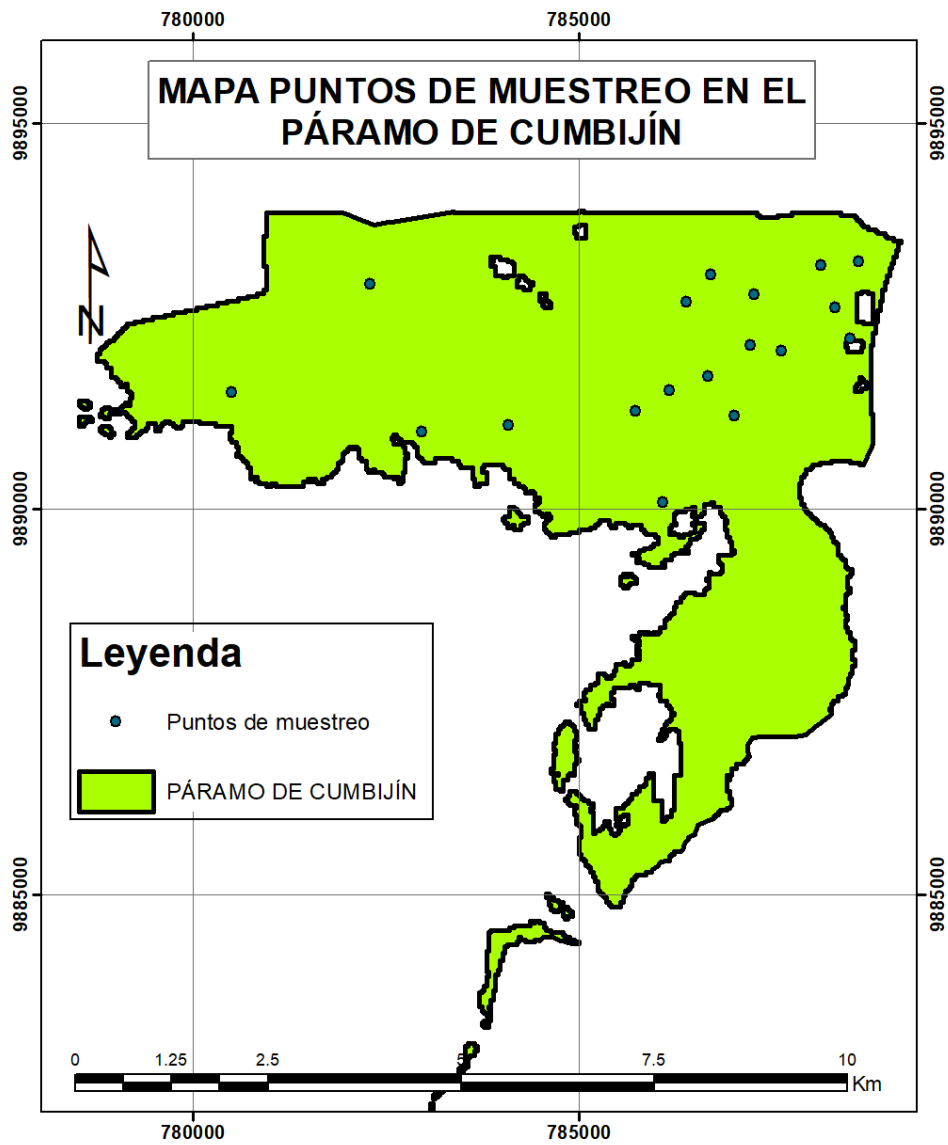 780000 785000
MAPA PUNTOS DE MUESTREO EN EL
PÁRAMO DE CUMBIJÍN
9895000 9895000
N
9890000 9890000
Leyenda
Puntos de muestreo
PÁRAMO DE CUMBIJÍN
9885000 9885000
0 1.25 2.5 5 7.5 10
Km
780000 785000